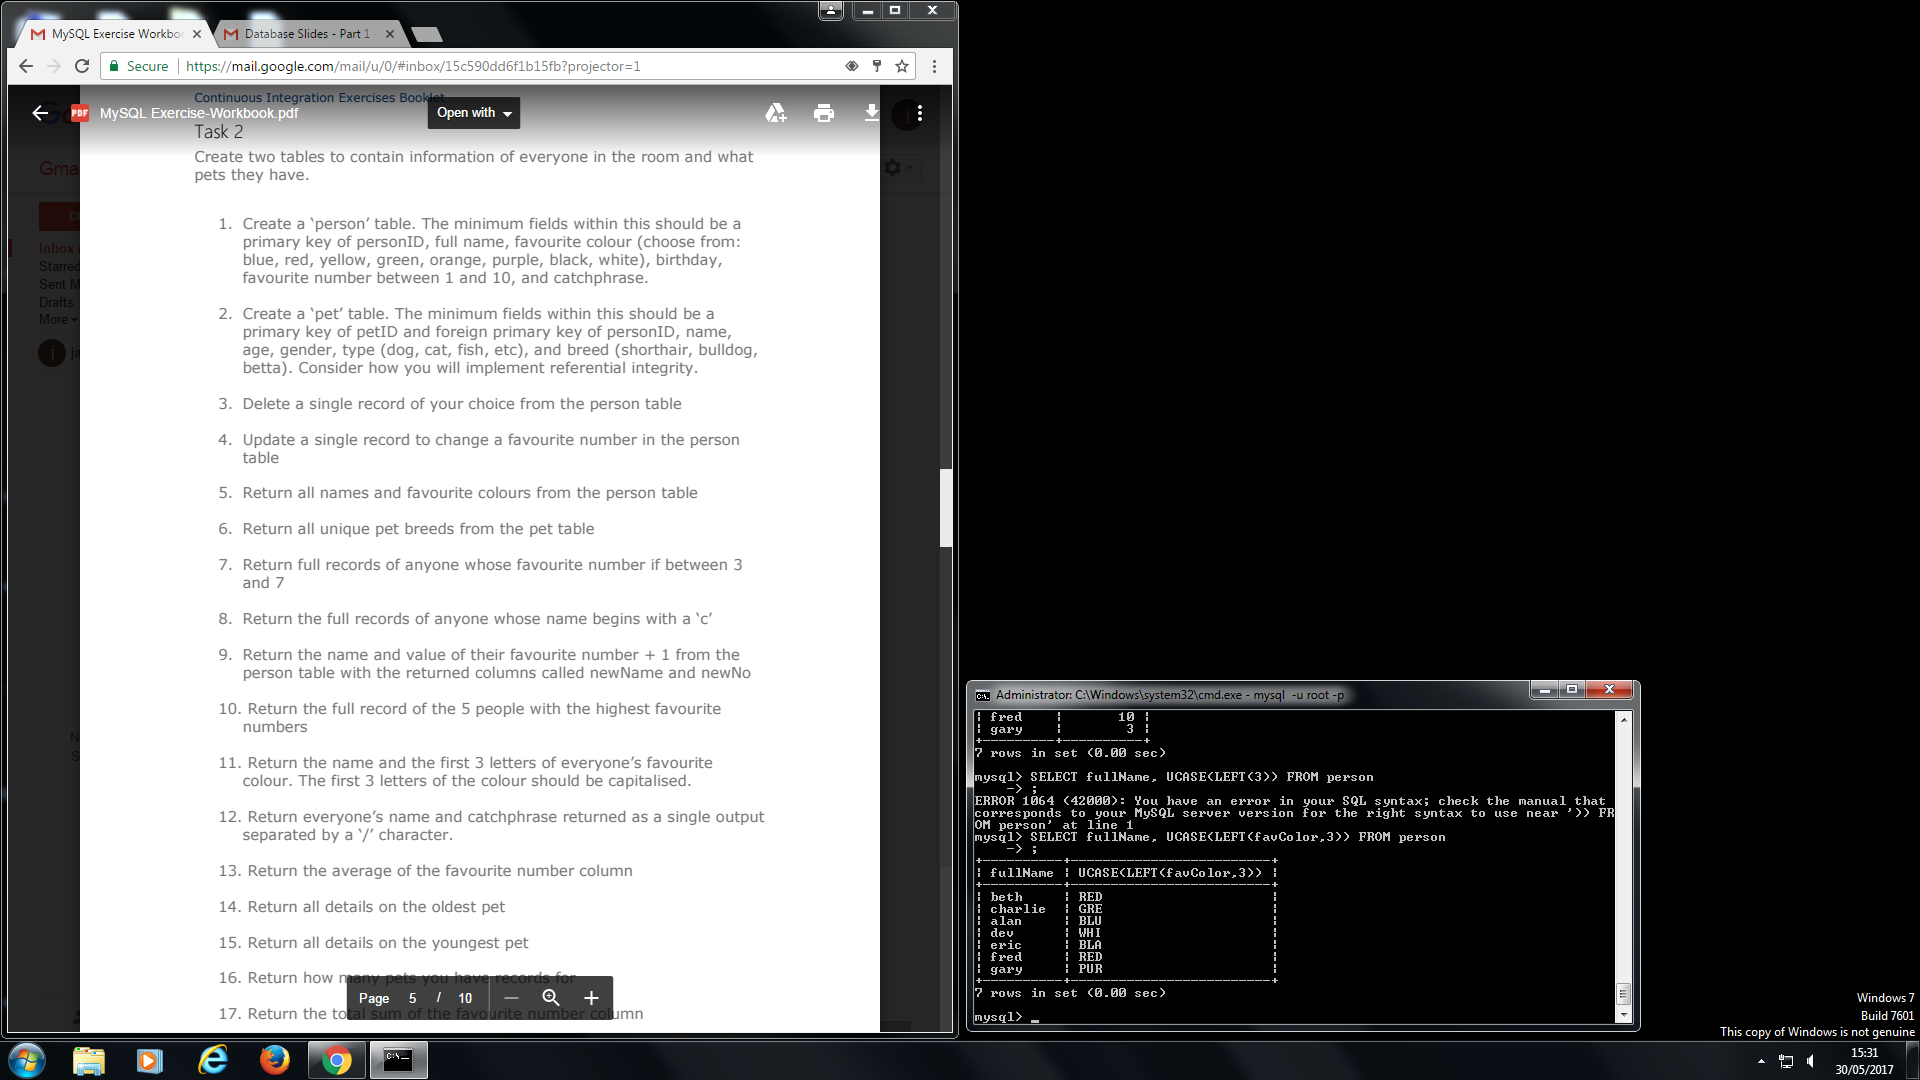 MySQL Exercise Workbo
Database Slides - Part 1
Secure
https://mail.google.com/mail/u/0/#inbox/15c590dd6f1b15fb?projector=1
Continuous Integration Exercises Booklet
PDF
MySQL Exercise-Workbook.pdf
Open with
j
Task 2
Gma
Create two tables to contain information of everyone in the room and what
pets they have.
C
Inbox
Starred
Sent M
Drafts
More
j
ja
1. Create a ‘person’ table. The minimum fields within this should be a
primary key of personID, full name, favourite colour (choose from:
blue, red, yellow, green, orange, purple, black, white), birthday,
favourite number between 1 and 10, and catchphrase.
2. Create a ‘pet’ table. The minimum fields within this should be a
primary key of petID and foreign primary key of personID, name,
age, gender, type (dog, cat, fish, etc), and breed (shorthair, bulldog,
betta). Consider how you will implement referential integrity.
3. Delete a single record of your choice from the person table
4. Update a single record to change a favourite number in the person
table
5. Return all names and favourite colours from the person table
6. Return all unique pet breeds from the pet table
7. Return full records of anyone whose favourite number if between 3
and 7
8. Return the full records of anyone whose name begins with a ‘c’
9. Return the name and value of their favourite number + 1 from the
person table with the returned columns called newName and newNo
10. Return the full record of the 5 people with the highest favourite
numbers
11. Return the name and the first 3 letters of everyone’s favourite
colour. The first 3 letters of the colour should be capitalised.
12. Return everyone’s name and catchphrase returned as a single output
separated by a ‘/’ character.
13. Return the average of the favourite number column
14. Return all details on the oldest pet
15. Return all details on the youngest pet
16. Return how many pets you have records for
Page 5 / 10
17. Return the total sum of the favourite number column
Administrator: C:\Windows\system32\cmd.exe - mysql -u root -p
| fred | 10 |
| gary | 3 |
+---------+----------+
7 rows in set (0.00 sec)
mysql> SELECT fullName, UCASE(LEFT(3)) FROM person
-> ;
ERROR 1064 (42000): You have an error in your SQL syntax; check the manual that
corresponds to your MySQL server version for the right syntax to use near ')) FR
OM person' at line 1
mysql> SELECT fullName, UCASE(LEFT(favColor,3)) FROM person
-> ;
+----------+-------------------------+
| fullName | UCASE(LEFT(favColor,3)) |
+----------+-------------------------+
| beth | RED |
| charlie | GRE |
| alan | BLU |
| dev | WHI |
| eric | BLA |
| fred | RED |
| gary | PUR |
+----------+-------------------------+
7 rows in set (0.00 sec)
mysql> _
Windows 7
Build 7601
This copy of Windows is not genuine
15:31
30/05/2017